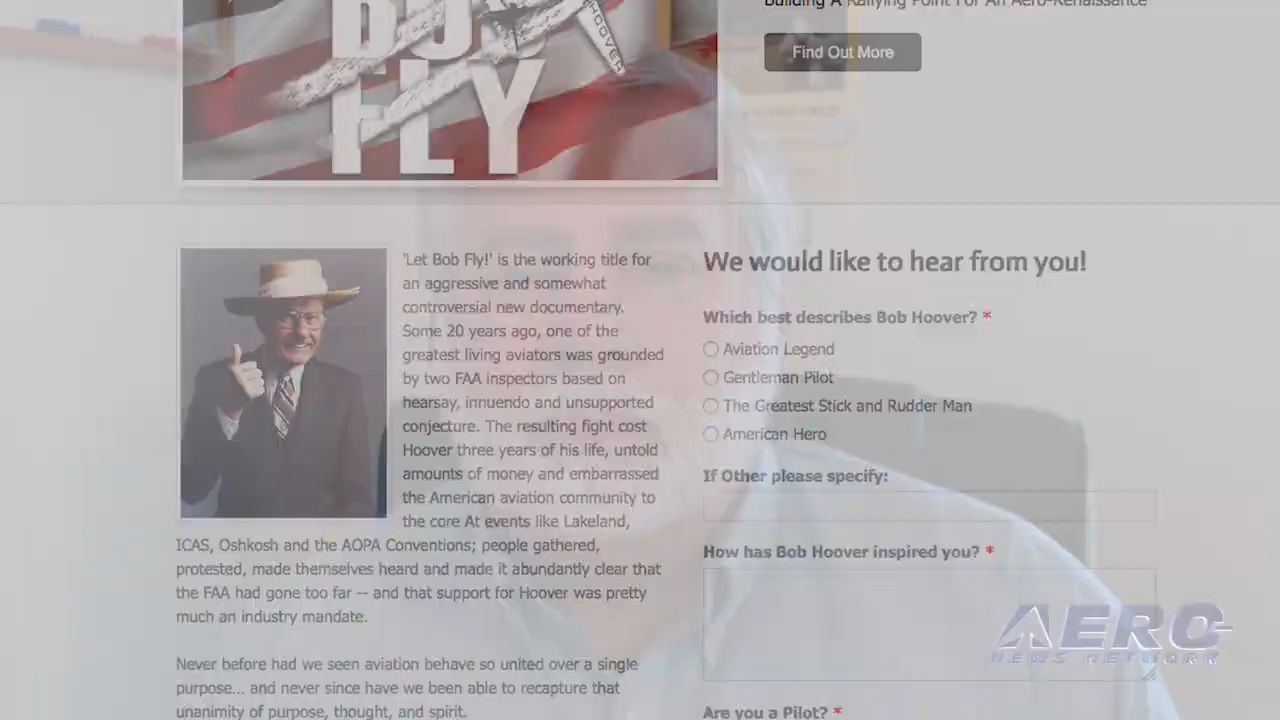 BOB
FLY
Hoover
Building A Rallying Point For An Aero-Renaissance
Find Out More
'Let Bob Fly!' is the working title for
an aggressive and somewhat
controversial new documentary.
Some 20 years ago, one of the
greatest living aviators was grounded
by two FAA inspectors based on
hearsay, innuendo and unsupported
conjecture. The resulting fight cost
Hoover three years of his life, untold
amounts of money and embarrassed
the American aviation community to
the core At events like Lakeland,
ICAS, Oshkosh and the AOPA Conventions; people gathered,
protested, made themselves heard and made it abundantly clear that
the FAA had gone too far -- and that support for Hoover was pretty
much an industry mandate.
Never before had we seen aviation behave so united over a single
purpose... and never since have we been able to recapture that
unanimity of purpose, thought, and spirit.
We would like to hear from you!
Which best describes Bob Hoover? *
Aviation Legend
Gentleman Pilot
The Greatest Stick and Rudder Man
American Hero
If Other please specify:
How has Bob Hoover inspired you? *
Are you a Pilot? *
AERO
NEWS NETWORK